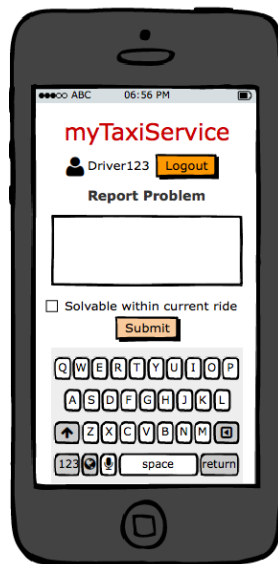 ABC 06:56 PM
myTaxiService
Driver123 Logout
Report Problem
Solvable within current ride
Submit
Q W E R T Y U I O P
A S D F G H J K L
Z X C V B N M
123 space return